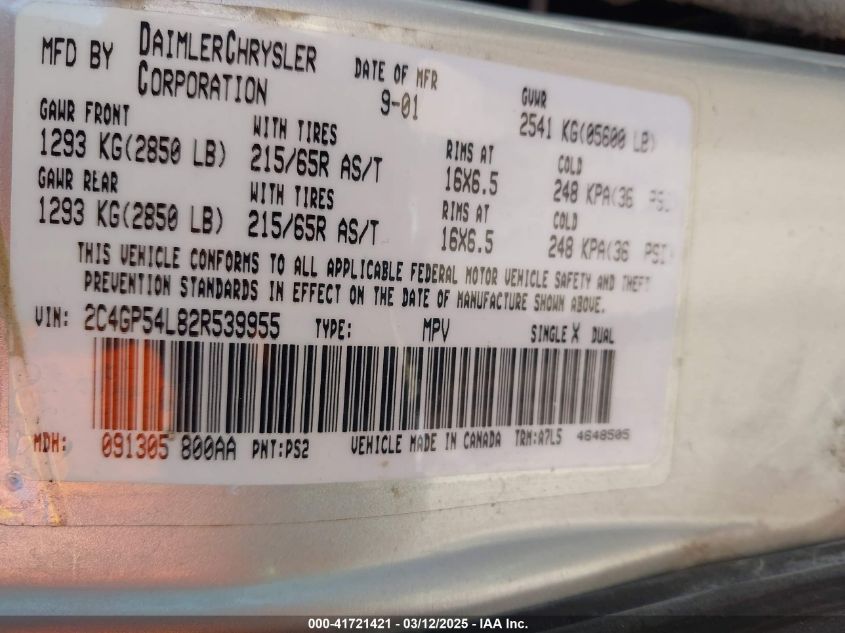 MFD BY DAIMLERCHRYSLER CORPORATION
DATE OF MFR 9-01
GVWR 2541 KG(05600 LB)
GAWR FRONT 1293 KG(2850 LB)
WITH TIRES 215/65R AS/T
RIMS AT 16X6.5
COLD 248 KPA(36 PSI
GAWR REAR 1293 KG(2850 LB)
WITH TIRES 215/65R AS/T
RIMS AT 16X6.5
COLD 248 KPA(36 PSI
THIS VEHICLE CONFORMS TO ALL APPLICABLE FEDERAL MOTOR VEHICLE SAFETY AND THEFT
PREVENTION STANDARDS IN EFFECT ON THE DATE OF MANUFACTURE SHOWN ABOVE.
VIN: 2C4GP54L82R539955 TYPE: MPV SINGLE X DUAL
MDH: 091305 800AA PNT:PS2 VEHICLE MADE IN CANADA TRM:A7L5 4648505
000-41721421 - 03/12/2025 - IAA Inc.